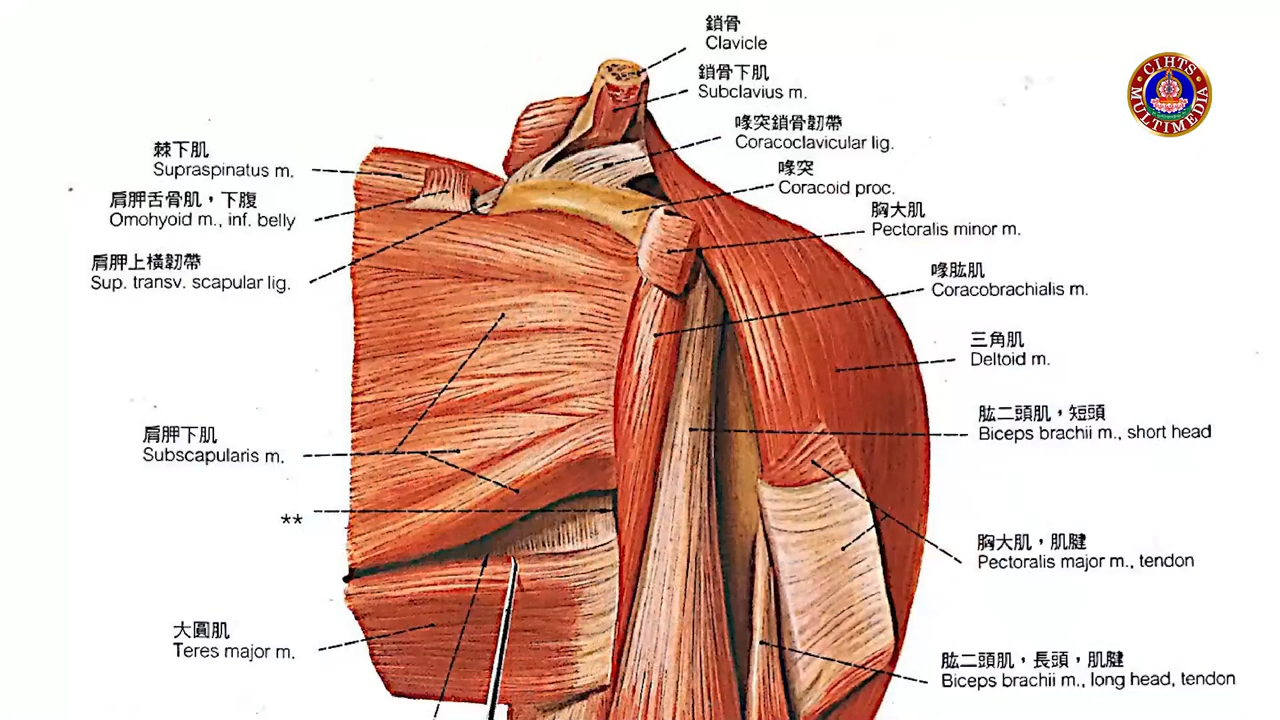 鎖骨
Clavicle
鎖骨下肌
Subclavius m.
喙突鎖骨韌帶
Coracoclavicular lig.
喙突
Coracoid proc.
胸大肌
Pectoralis minor m.
喙肱肌
Coracobrachialis m.
三角肌
Deltoid m.
肱二頭肌，短頭
Biceps brachii m., short head
胸大肌，肌腱
Pectoralis major m., tendon
肱二頭肌，長頭，肌腱
Biceps brachii m., long head, tendon
棘下肌
Supraspinatus m.
肩胛舌骨肌，下腹
Omohyoid m., inf. belly
肩胛上橫韌帶
Sup. transv. scapular lig.
肩胛下肌
Subscapularis m.
**
大圓肌
Teres major m.
CIHTS
MULTIMEDIA